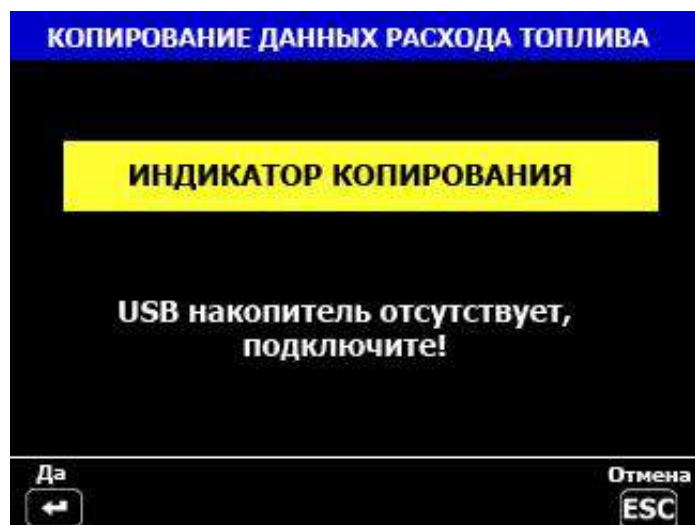 КОПИРОВАНИЕ ДАННЫХ РАСХОДА ТОПЛИВА
ИНДИКАТОР КОПИРОВАНИЯ
USB накопитель отсутствует,
подключите!
Да
Отмена
ESC